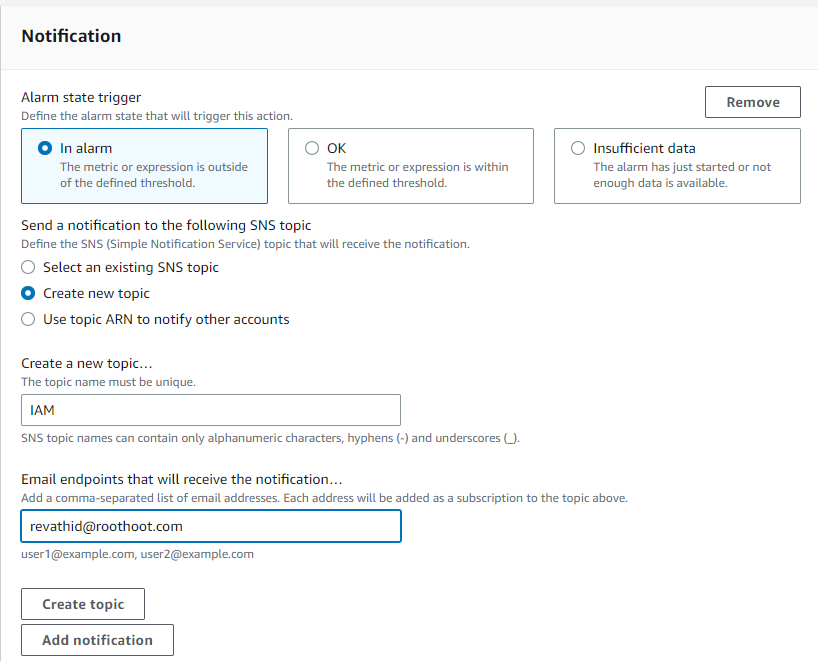 Notification
Alarm state trigger
Remove
Define the alarm state that will trigger this action.
In alarm
The metric or expression is outside
of the defined threshold.
OK
The metric or expression is within
the defined threshold.
Insufficient data
The alarm has just started or not
enough data is available.
Send a notification to the following SNS topic
Define the SNS (Simple Notification Service) topic that will receive the notification.
Select an existing SNS topic
Create new topic
Use topic ARN to notify other accounts
Create a new topic…
The topic name must be unique.
IAM
SNS topic names can contain only alphanumeric characters, hyphens (-) and underscores (_).
Email endpoints that will receive the notification…
Add a comma-separated list of email addresses. Each address will be added as a subscription to the topic above.
revathid@roothoot.com
user1@example.com, user2@example.com
Create topic
Add notification